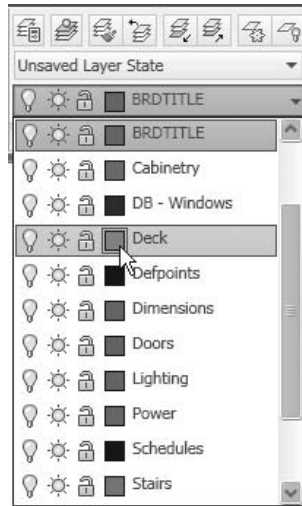 Unsaved Layer State
BRDTITLE
BRDTITLE
Cabinetry
DB - Windows
Deck
Defpoints
Dimensions
Doors
Lighting
Power
Schedules
Stairs